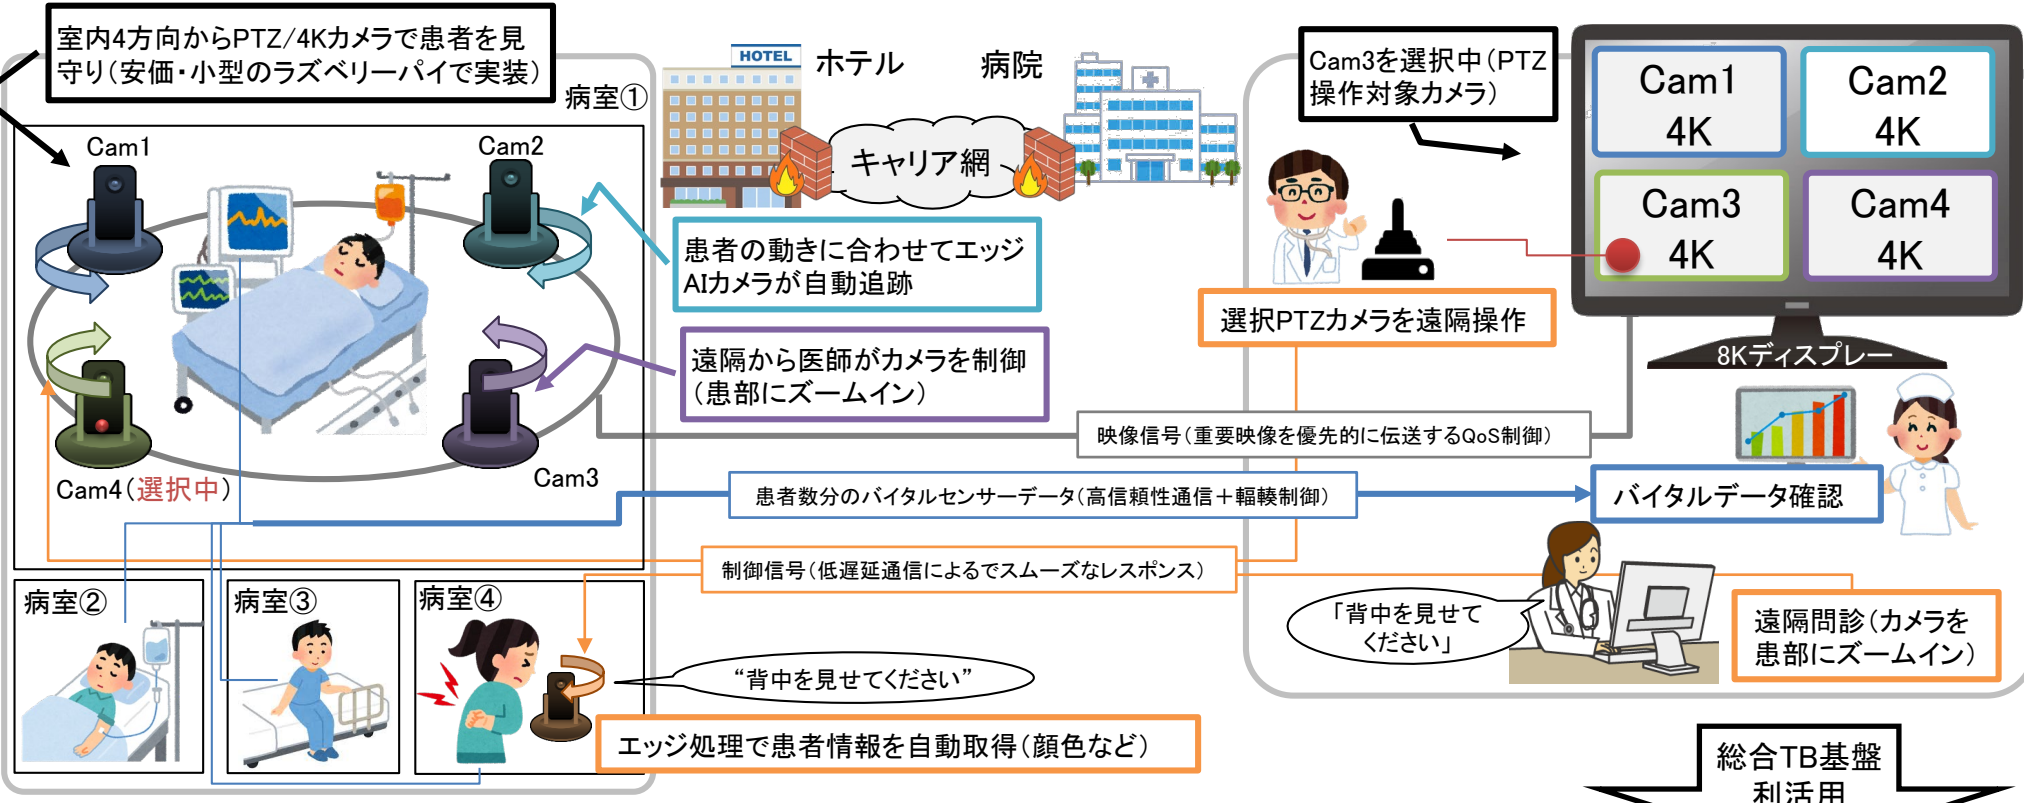 室内4方向からPTZ/4Kカメラで患者を見
守り(安価・小型のラズベリーパイで実装)
病室①
Cam1
Cam2
Cam4(選択中)
Cam3
HOTEL
ホテル
病院
キャリア網
患者の動きに合わせてエッジ
AIカメラが自動追跡
遠隔から医師がカメラを制御
(患部にズームイン)
Cam3を選択中(PTZ
操作対象カメラ)
Cam1
4K
Cam2
4K
Cam3
4K
Cam4
4K
8Kディスプレー
選択PTZカメラを遠隔操作
映像信号(重要映像を優先的に伝送するQoS制御)
患者数分のバイタルセンサーデータ(高信頼性通信+輻輳制御)
バイタルデータ確認
制御信号(低遅延通信によるでスムーズなレスポンス)
病室②
病室③
病室④
“背中を見せてください”
エッジ処理で患者情報を自動取得(顔色など)
「背中を見せて
ください」
遠隔問診(カメラを
患部にズームイン)
総合TB基盤
利活用